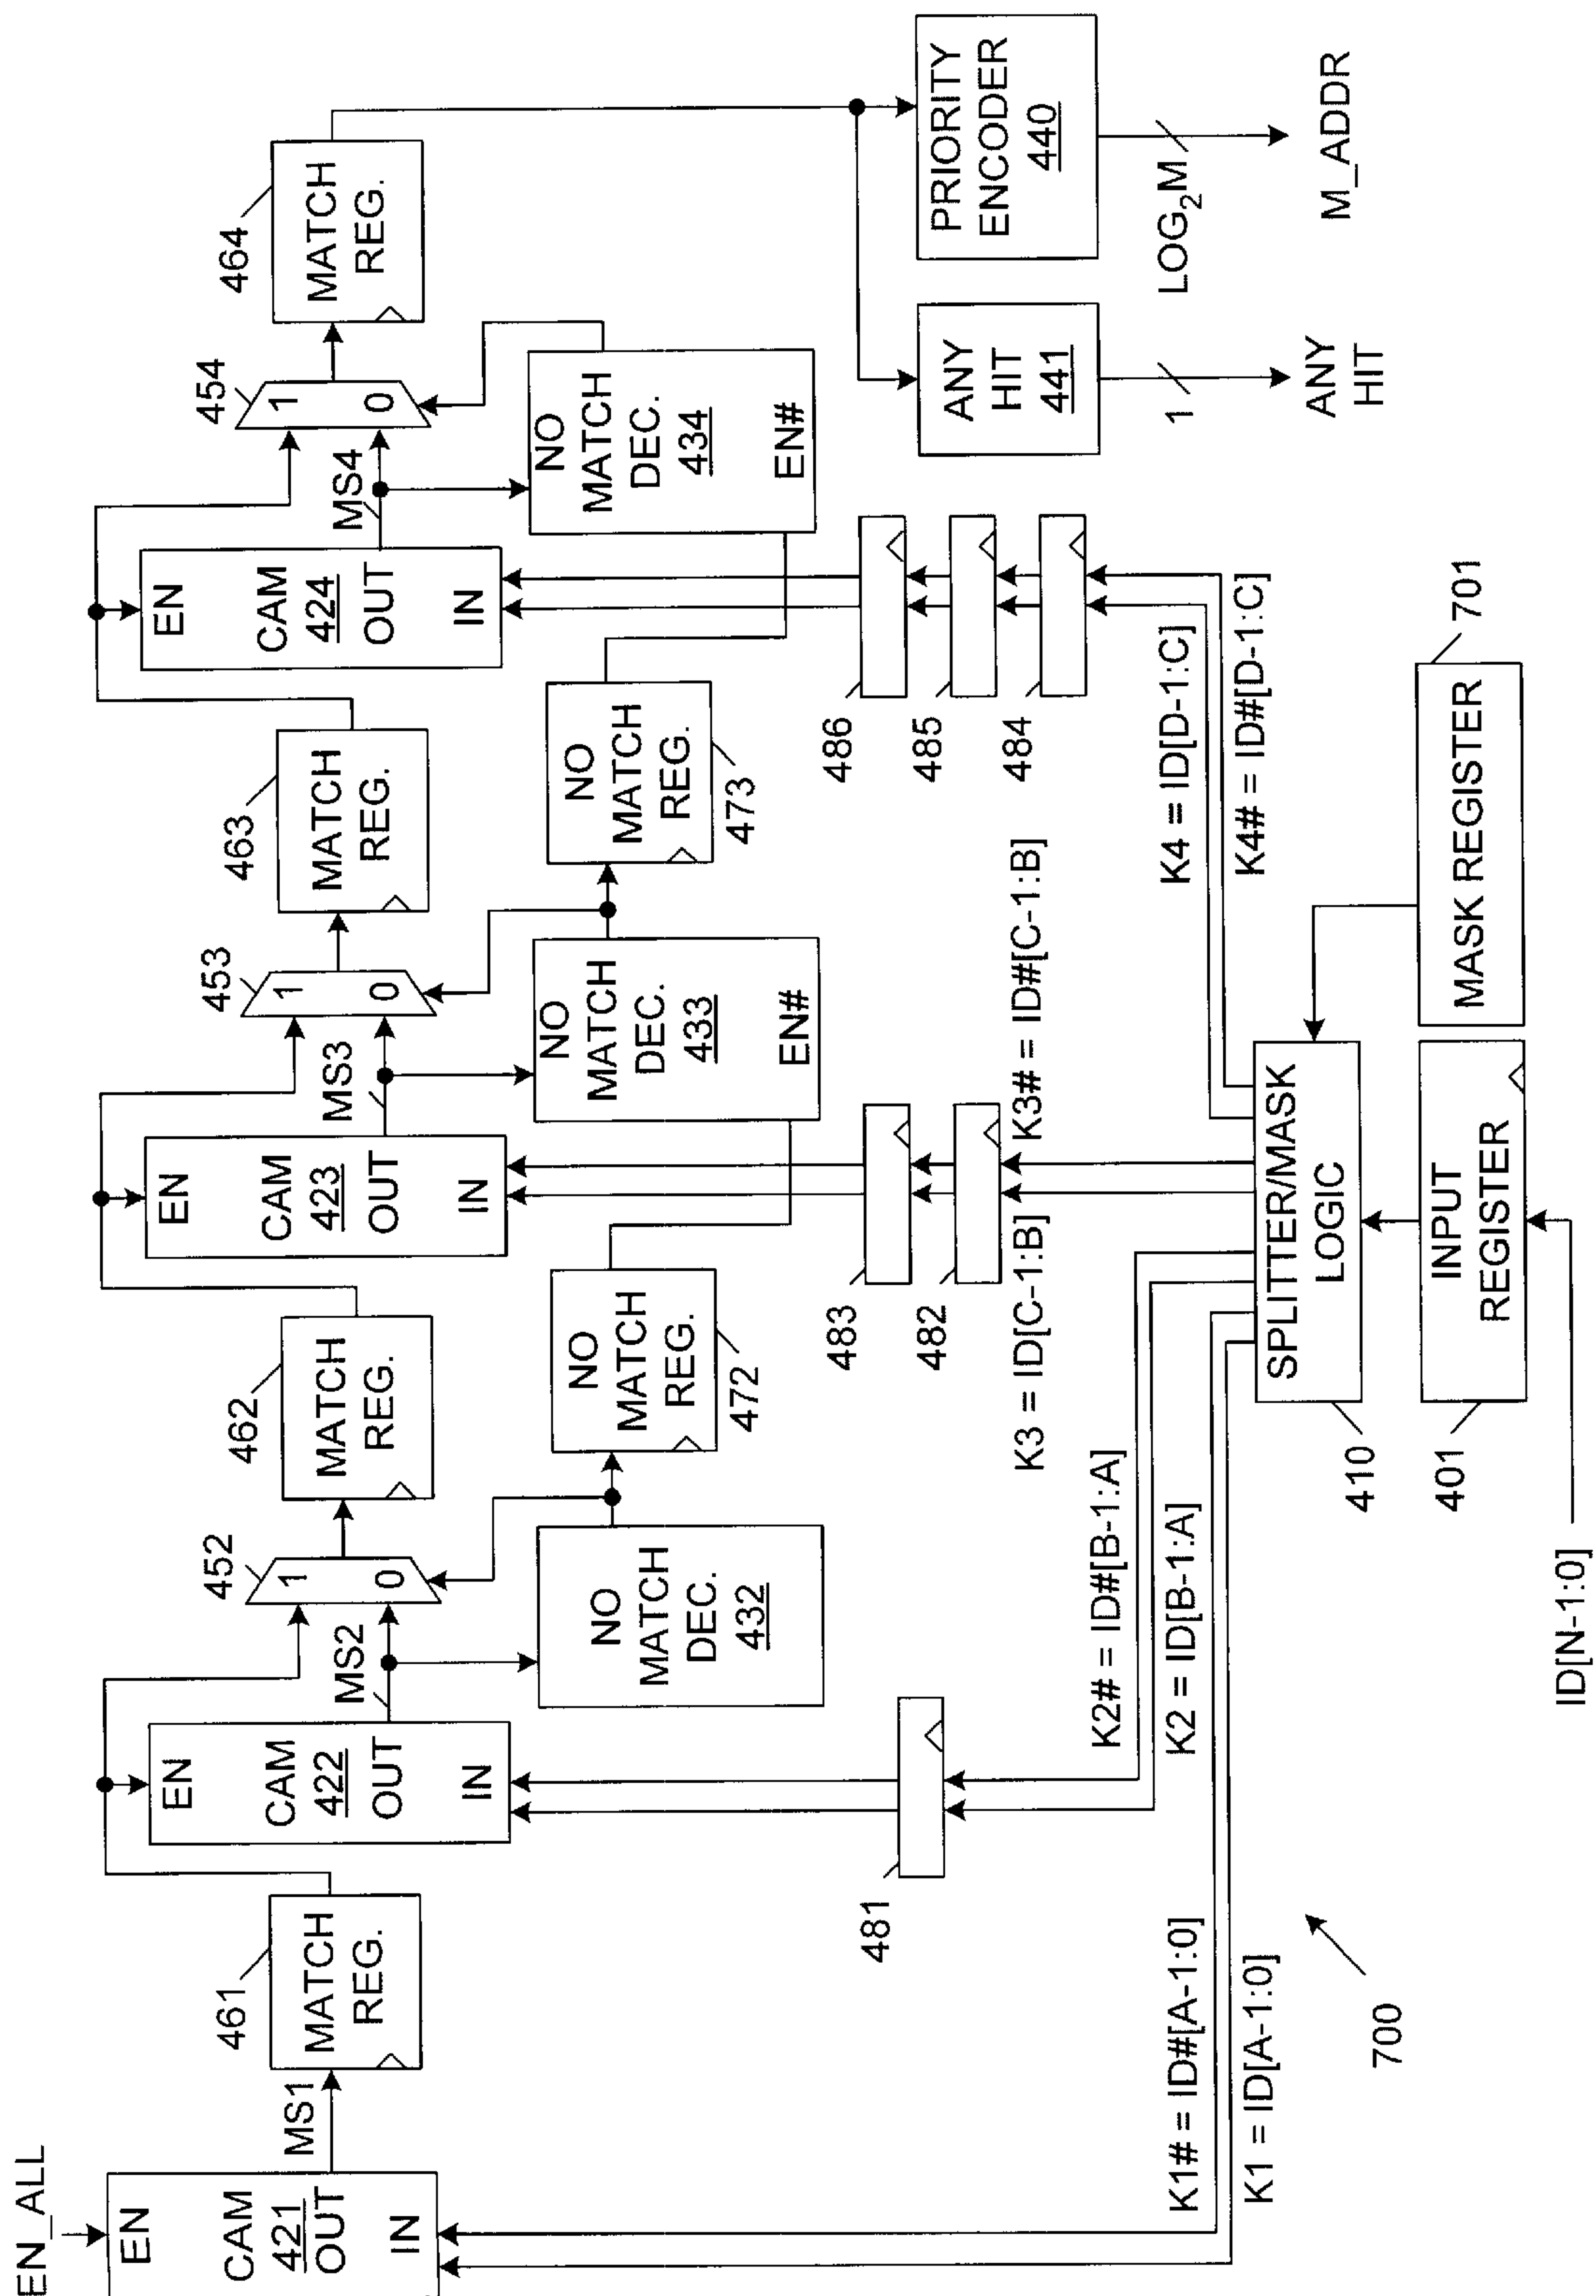 EN_ALL
EN
CAM
421
OUT
IN
MS1
461
MATCH
REG.
EN
CAM
422
OUT
IN
MS2
452
1
0
462
MATCH
REG.
NO
MATCH
DEC.
432
NO
MATCH
REG.
472
481
EN
CAM
423
OUT
IN
MS3
453
1
0
463
MATCH
REG.
NO
MATCH
DEC.
433
EN#
NO
MATCH
REG.
473
483
482
EN
CAM
424
OUT
IN
MS4
454
1
0
464
MATCH
REG.
NO
MATCH
DEC.
434
EN#
486
485
484
ANY
HIT
441
1
ANY
HIT
PRIORITY
ENCODER
440
LOG2M
M_ADDR
K1# = ID#[A-1:0]
K1 = ID[A-1:0]
K2# = ID#[B-1:A]
K2 = ID[B-1:A]
K3 = ID[C-1:B]
K3# = ID#[C-1:B]
K4 = ID[D-1:C]
K4# = ID#[D-1:C]
SPLITTER/MASK
LOGIC
410
INPUT
REGISTER
401
MASK REGISTER
701
ID[N-1:0]
700